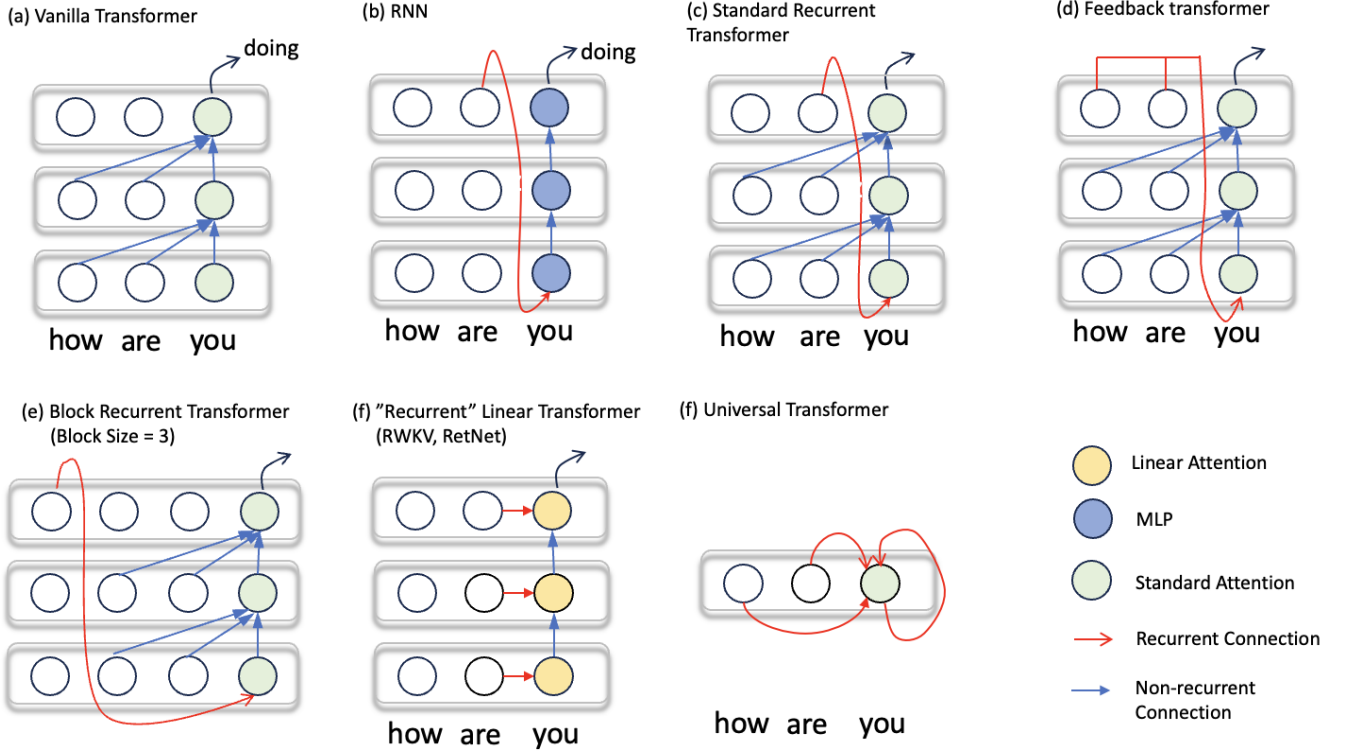 (a) Vanilla Transformer
doing
how are you
(b) RNN
doing
how are you
(c) Standard Recurrent
Transformer
how are you
(d) Feedback transformer
how are you
(e) Block Recurrent Transformer
(Block Size = 3)
(f) ”Recurrent” Linear Transformer
(RWKV, RetNet)
how are you
(f) Universal Transformer
how are you
Linear Attention
MLP
Standard Attention
Recurrent Connection
Non-recurrent
Connection